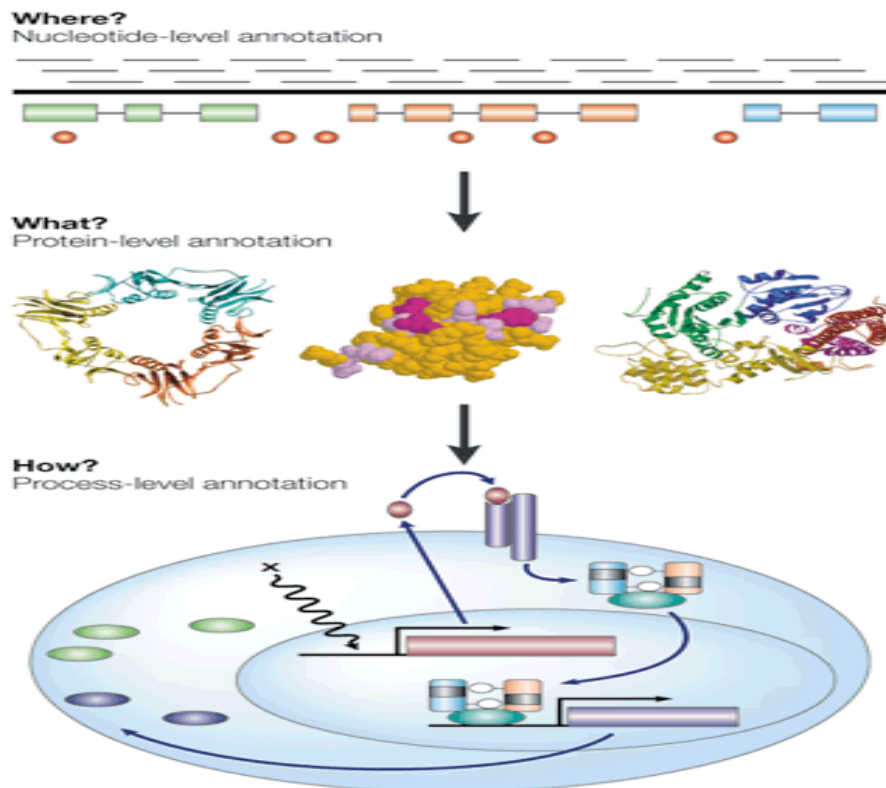 Where?
Nucleotide-level annotation
What?
Protein-level annotation
How?
Process-level annotation
x